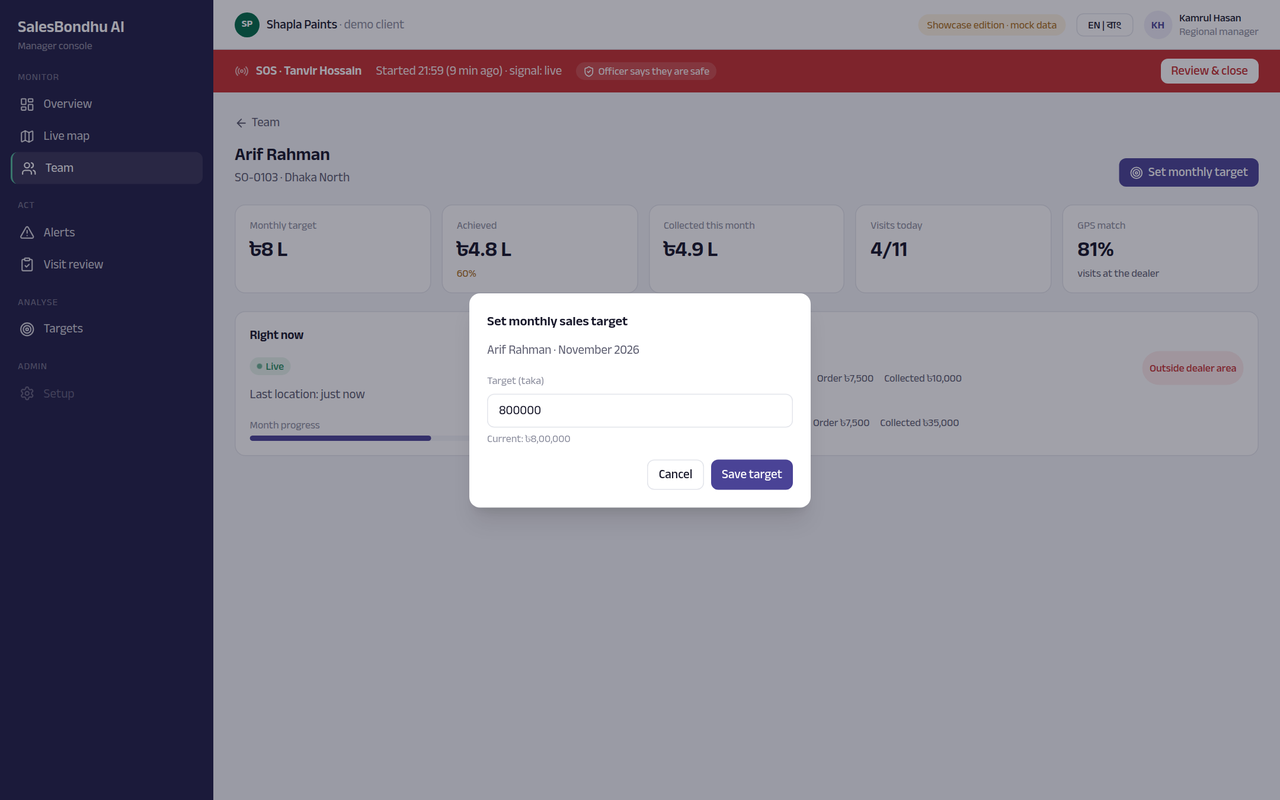 SalesBondhu AI
Manager console
MONITOR
Overview
Live map
Team
ACT
Alerts
Visit review
ANALYSE
Targets
ADMIN
Setup
SP Shapla Paints · demo client
Showcase edition · mock data
EN | বাং
KH
Kamrul Hasan
Regional manager
SOS · Tanvir Hossain Started 21:59 (9 min ago) · signal: live Officer says they are safe Review & close
Team
Arif Rahman
SO-0103 · Dhaka North
Set monthly target
Monthly target
৳8 L
Achieved
৳4.8 L
60%
Collected this month
৳4.9 L
Visits today
4/11
GPS match
81%
visits at the dealer
Right now
Live
Last location: just now
Month progress
Order ৳7,500 Collected ৳10,000
Outside dealer area
Order ৳7,500 Collected ৳35,000
Set monthly sales target
Arif Rahman · November 2026
Target (taka)
800000
Current: ৳8,00,000
Cancel
Save target